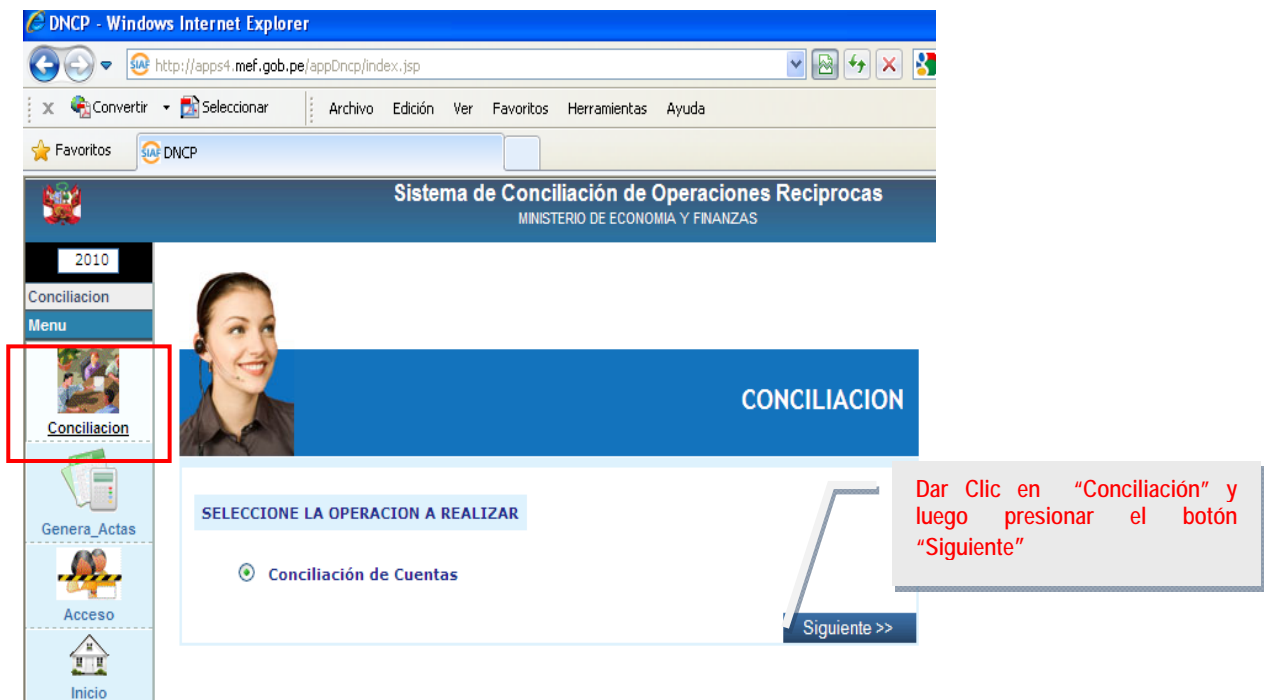 DNCP - Windows Internet Explorer
SIAF http://apps4.mef.gob.pe/appDncp/index.jsp
x Convertir Seleccionar Archivo Edición Ver Favoritos Herramientas Ayuda
Favoritos SIAF DNCP
Sistema de Conciliación de Operaciones Reciprocas
MINISTERIO DE ECONOMIA Y FINANZAS
2010
Conciliacion
Menu
Conciliacion
Genera_Actas
Acceso
Inicio
CONCILIACION
SELECCIONE LA OPERACION A REALIZAR
Conciliación de Cuentas
Siguiente >>
Dar Clic en “Conciliación” y
luego presionar el botón
“Siguiente”